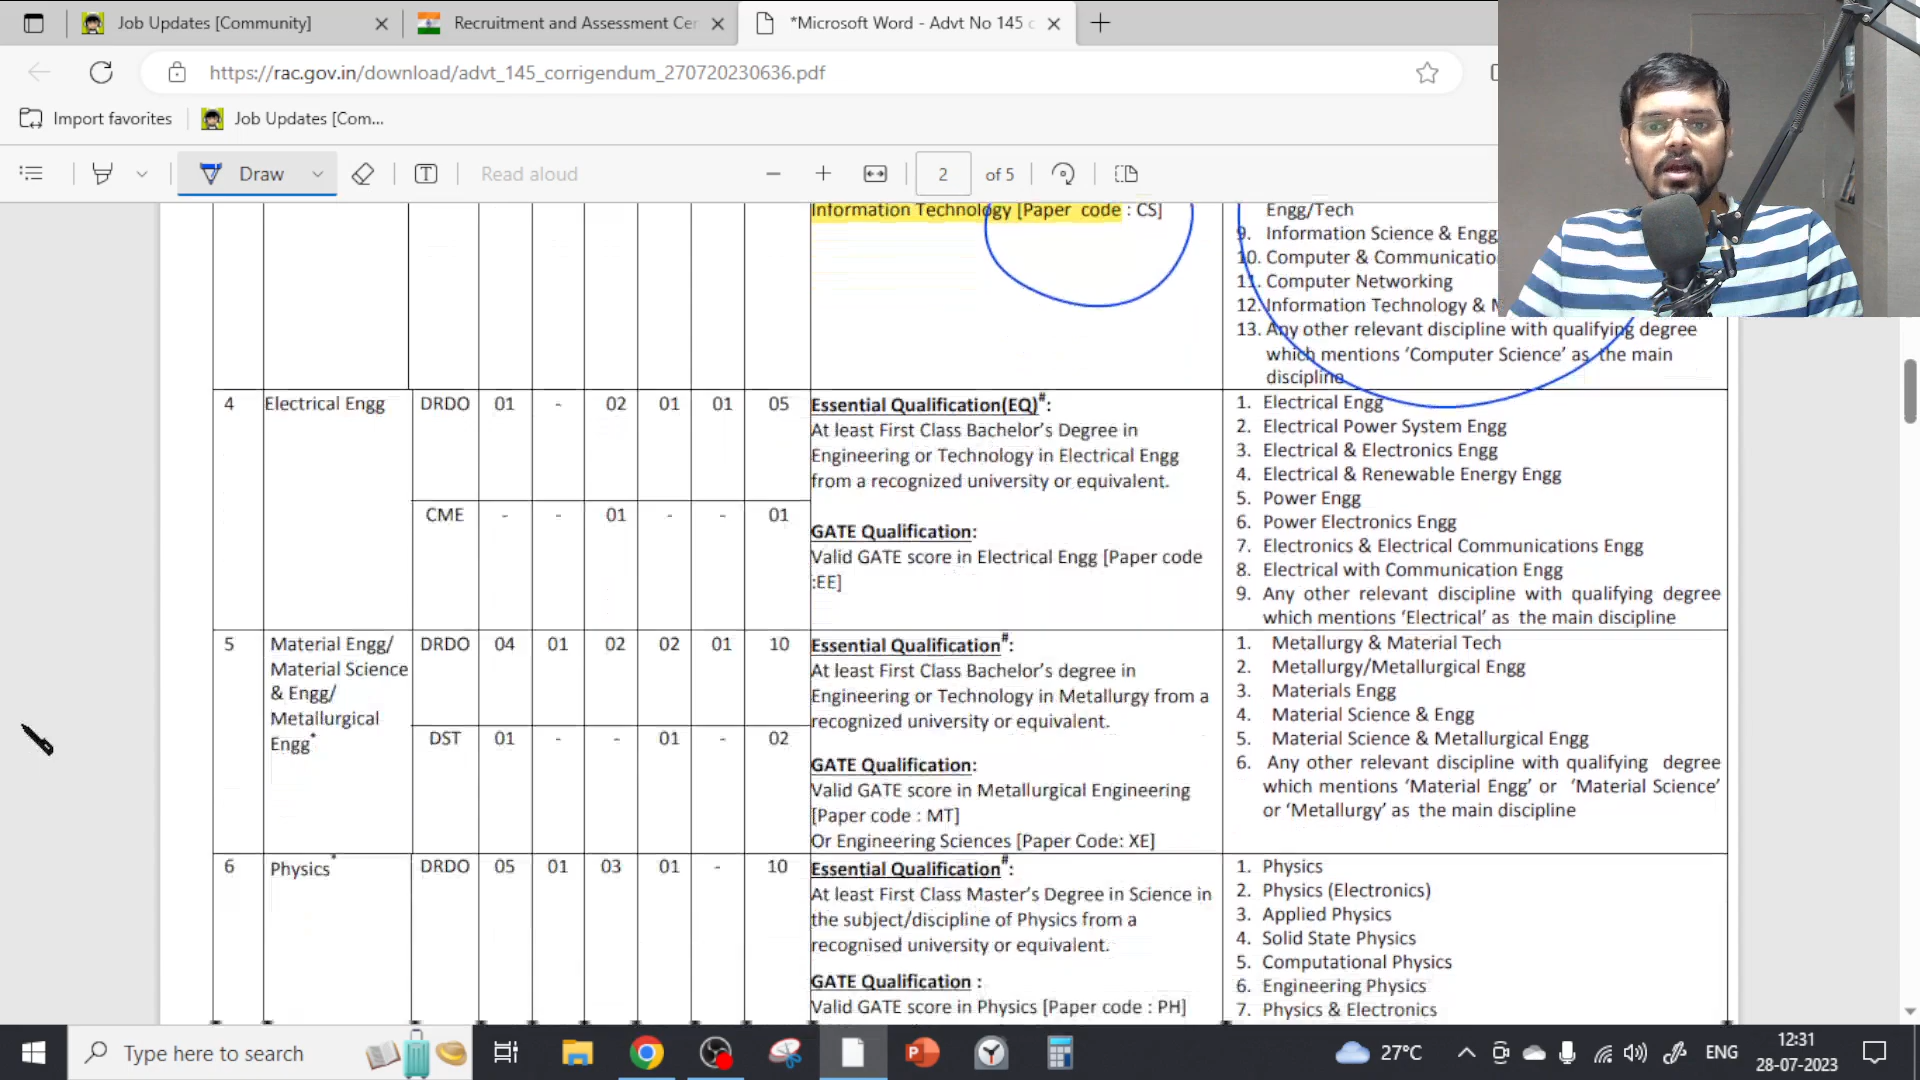 Job Updates [Community]
Recruitment and Assessment Cer
*Microsoft Word - Advt No 145 c
https://rac.gov.in/download/advt_145_corrigendum_270720230636.pdf
Import favorites
Job Updates [Com...
Draw
Read aloud
2
of 5
Information Technology [Paper code : CS]
Engg/Tech
9. Information Science & Engg
10. Computer & Communicatio
11. Computer Networking
12. Information Technology &
13. Any other relevant discipline with qualifying degree
which mentions ‘Computer Science’ as the main
discipline
4 Electrical Engg DRDO 01 - 02 01 01 05
CME - - 01 - - 01
Essential Qualification(EQ)#:
At least First Class Bachelor’s Degree in
Engineering or Technology in Electrical Engg
from a recognized university or equivalent.
GATE Qualification:
Valid GATE score in Electrical Engg [Paper code
:EE]
1. Electrical Engg
2. Electrical Power System Engg
3. Electrical & Electronics Engg
4. Electrical & Renewable Energy Engg
5. Power Engg
6. Power Electronics Engg
7. Electronics & Electrical Communications Engg
8. Electrical with Communication Engg
9. Any other relevant discipline with qualifying degree
which mentions ‘Electrical’ as the main discipline
5
Material Engg/
Material Science
& Engg/
Metallurgical
Engg*
DRDO 04 01 02 02 01 10
DST 01 - - 01 - 02
Essential Qualification#:
At least First Class Bachelor’s degree in
Engineering or Technology in Metallurgy from a
recognized university or equivalent.
GATE Qualification:
Valid GATE score in Metallurgical Engineering
[Paper code : MT]
Or Engineering Sciences [Paper Code: XE]
1. Metallurgy & Material Tech
2. Metallurgy/Metallurgical Engg
3. Materials Engg
4. Material Science & Engg
5. Material Science & Metallurgical Engg
6. Any other relevant discipline with qualifying degree
which mentions ‘Material Engg’ or ‘Material Science’
or ‘Metallurgy’ as the main discipline
6 Physics* DRDO 05 01 03 01 - 10
Essential Qualification#:
At least First Class Master’s Degree in Science in
the subject/discipline of Physics from a
recognised university or equivalent.
GATE Qualification :
Valid GATE score in Physics [Paper code : PH]
1. Physics
2. Physics (Electronics)
3. Applied Physics
4. Solid State Physics
5. Computational Physics
6. Engineering Physics
7. Physics & Electronics
Type here to search
27°C
ENG
12:31
28-07-2023